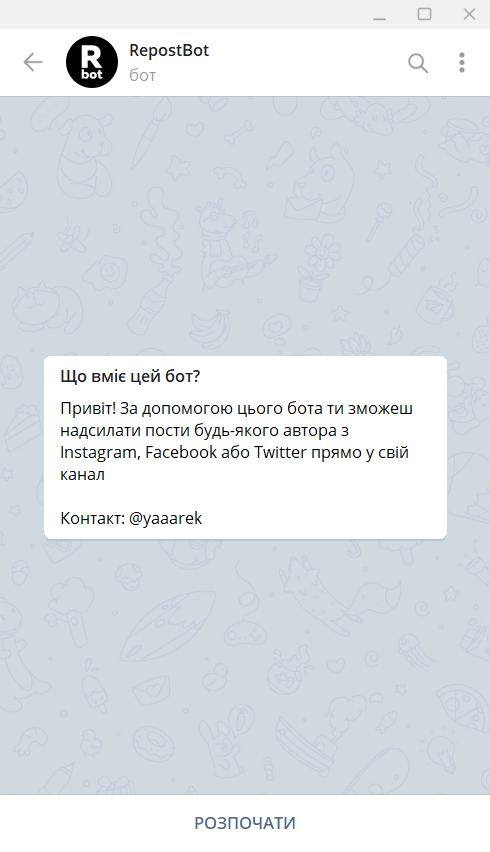 R
bot
RepostBot
бот
Що вміє цей бот?
Привіт! За допомогою цього бота ти зможеш
надсилати пости будь-якого автора з
Instagram, Facebook або Twitter прямо у свій
канал
Контакт: @yaaarek
РОЗПОЧАТИ